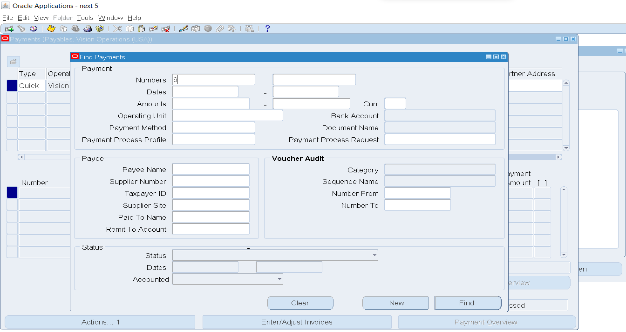 Oracle Applications - next 5
File Edit View Folder Tools Window Help
Find Payments
Type Opera
rtner Address
Quick Vision
Payment
Numbers
Dates -
Amounts - Curr
Operating Unit Bank Account
Payment Method Document Name
Payment Process Profile Payment Process Request
Payee
Payee Name
Supplier Number
Taxpayer ID
Supplier Site
Paid To Name
Remit To Account
Voucher Audit
Category
Sequence Name
Number From
Number To
Number
ayment
Amount [ ]
Status
Status
Dates
Accounted
Clear New Find
Actions... 1 Enter/Adjust Invoices Payment Overview